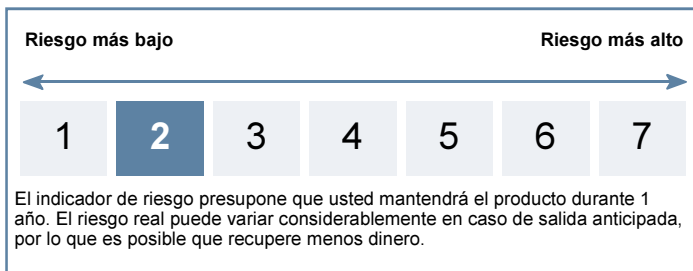 Riesgo más bajo
Riesgo más alto
1 2 3 4 5 6 7
El indicador de riesgo presupone que usted mantendrá el producto durante 1
año. El riesgo real puede variar considerablemente en caso de salida anticipada,
por lo que es posible que recupere menos dinero.